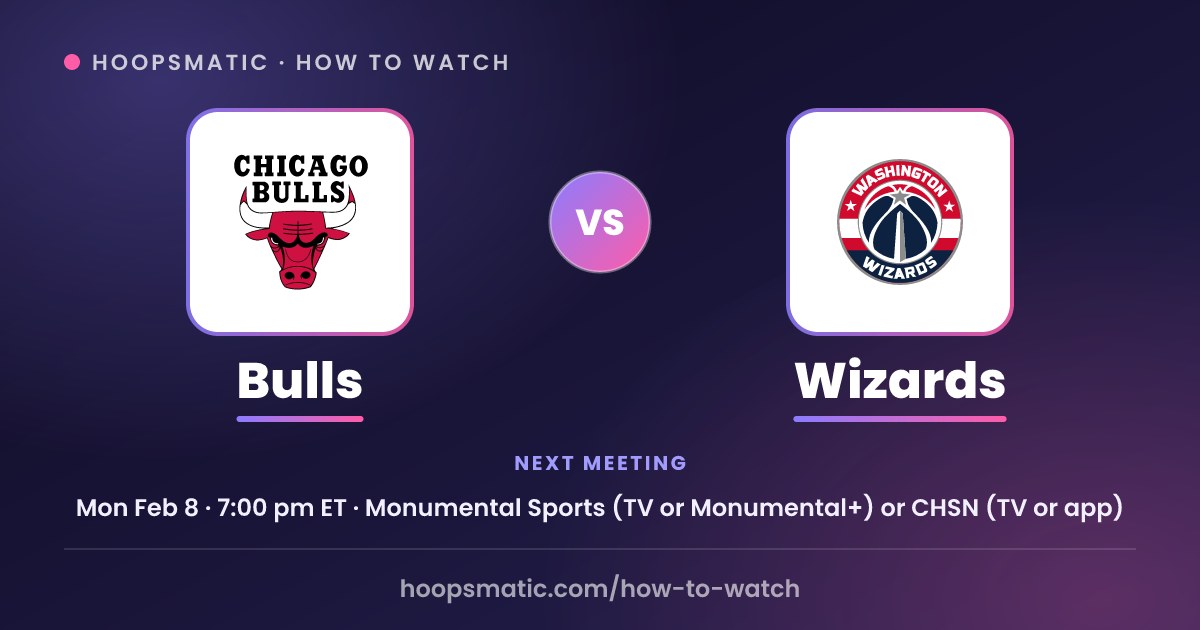 HOOPSMATIC · HOW TO WATCH
CHICAGO
BULLS
VS
WASHINGTON
WIZARDS
Bulls
Wizards
NEXT MEETING
Mon Feb 8 · 7:00 pm ET · Monumental Sports (TV or Monumental+) or CHSN (TV or app)
hoopsmatic.com/how-to-watch